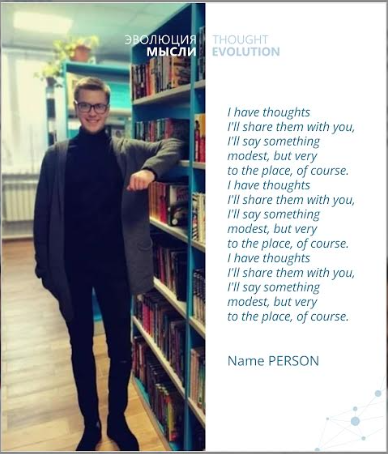 ЭВОЛЮЦИЯ THOUGHT
МЫСЛИ EVOLUTION
I have thoughts
I'll share them with you,
I'll say something
modest, but very
to the place, of course.
I have thoughts
I'll share them with you,
I'll say something
modest, but very
to the place, of course.
I have thoughts
I'll share them with you,
I'll say something
modest, but very
to the place, of course.
Name PERSON